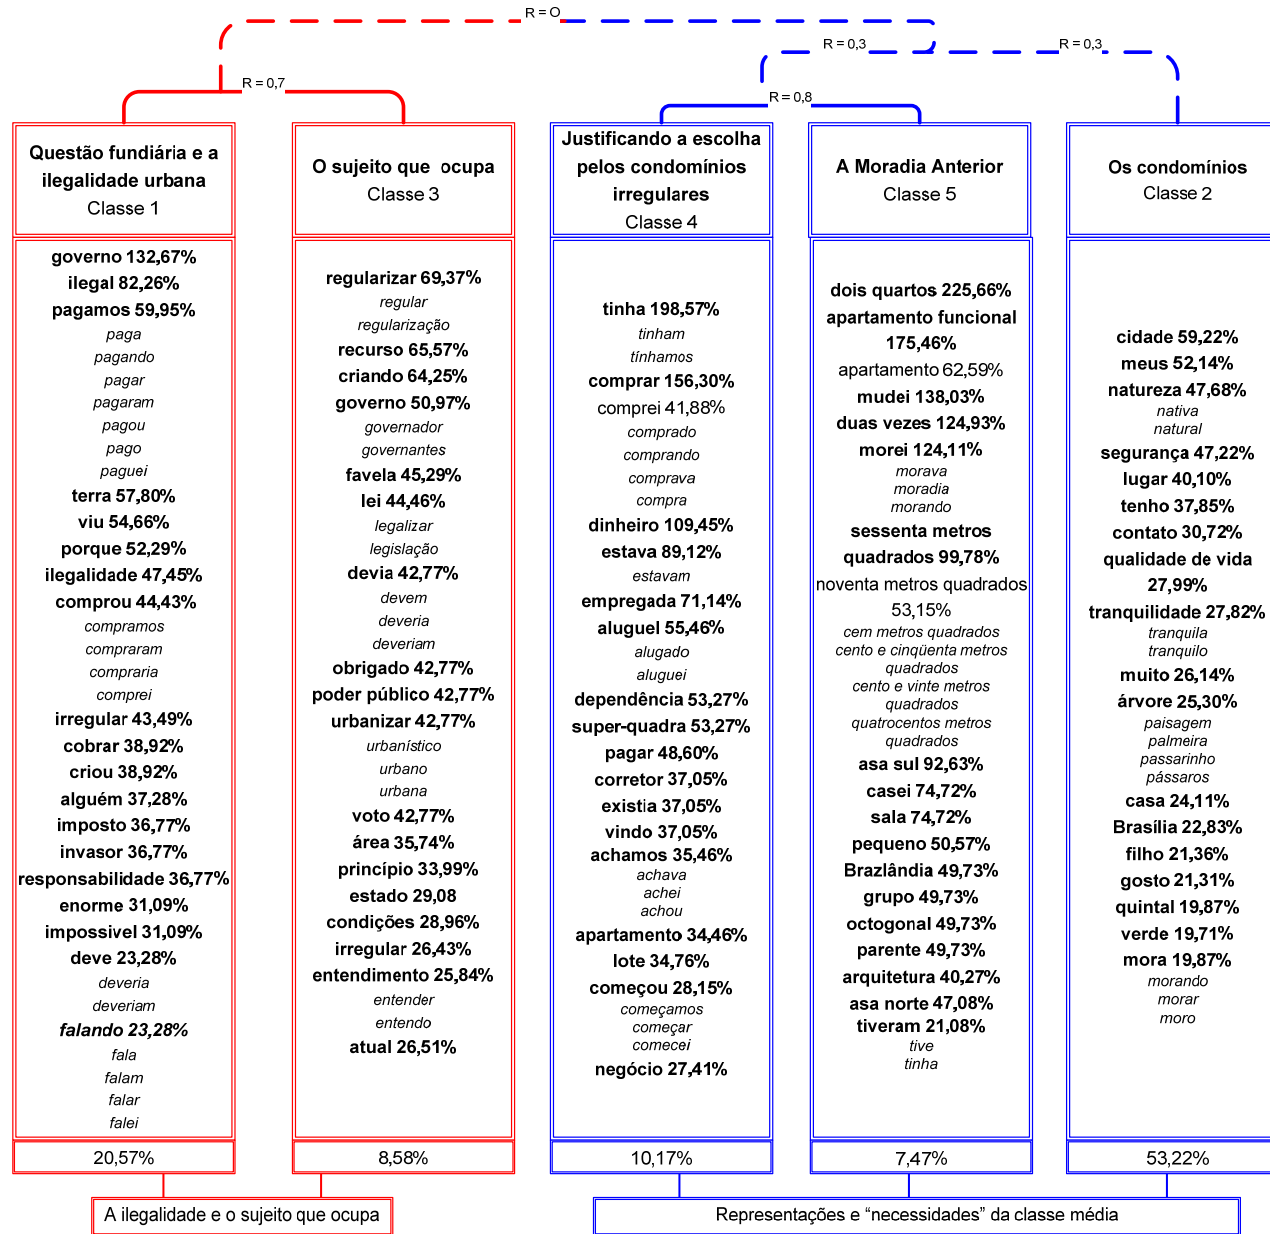 R = O
R = 0,3
R = 0,3
R = 0,7
R = 0,8
Questão fundiária e a
ilegalidade urbana
Classe 1
governo 132,67%
ilegal 82,26%
pagamos 59,95%
paga
pagando
pagar
pagaram
pagou
pago
paguei
terra 57,80%
viu 54,66%
porque 52,29%
ilegalidade 47,45%
comprou 44,43%
compramos
compraram
compraria
comprei
irregular 43,49%
cobrar 38,92%
criou 38,92%
alguém 37,28%
imposto 36,77%
invasor 36,77%
responsabilidade 36,77%
enorme 31,09%
impossivel 31,09%
deve 23,28%
deveria
deveriam
falando 23,28%
fala
falam
falar
falei
20,57%
O sujeito que ocupa
Classe 3
regularizar 69,37%
regular
regularização
recurso 65,57%
criando 64,25%
governo 50,97%
governador
governantes
favela 45,29%
lei 44,46%
legalizar
legislação
devia 42,77%
devem
deveria
deveriam
obrigado 42,77%
poder público 42,77%
urbanizar 42,77%
urbanístico
urbano
urbana
voto 42,77%
área 35,74%
princípio 33,99%
estado 29,08
condições 28,96%
irregular 26,43%
entendimento 25,84%
entender
entendo
atual 26,51%
8,58%
Justificando a escolha
pelos condomínios
irregulares
Classe 4
tinha 198,57%
tinham
tínhamos
comprar 156,30%
comprei 41,88%
comprado
comprando
comprava
compra
dinheiro 109,45%
estava 89,12%
estavam
empregada 71,14%
aluguel 55,46%
alugado
aluguei
dependência 53,27%
super-quadra 53,27%
pagar 48,60%
corretor 37,05%
existia 37,05%
vindo 37,05%
achamos 35,46%
achava
achei
achou
apartamento 34,46%
lote 34,76%
começou 28,15%
começamos
começar
comecei
negócio 27,41%
10,17%
A Moradia Anterior
Classe 5
dois quartos 225,66%
apartamento funcional
175,46%
apartamento 62,59%
mudei 138,03%
duas vezes 124,93%
morei 124,11%
morava
moradia
morando
sessenta metros
quadrados 99,78%
noventa metros quadrados
53,15%
cem metros quadrados
cento e cinqüenta metros
quadrados
cento e vinte metros
quadrados
quatrocentos metros
quadrados
asa sul 92,63%
casei 74,72%
sala 74,72%
pequeno 50,57%
Brazlândia 49,73%
grupo 49,73%
octogonal 49,73%
parente 49,73%
arquitetura 40,27%
asa norte 47,08%
tiveram 21,08%
tive
tinha
7,47%
Os condomínios
Classe 2
cidade 59,22%
meus 52,14%
natureza 47,68%
nativa
natural
segurança 47,22%
lugar 40,10%
tenho 37,85%
contato 30,72%
qualidade de vida
27,99%
tranquilidade 27,82%
tranquila
tranquilo
muito 26,14%
árvore 25,30%
paisagem
palmeira
passarinho
pássaros
casa 24,11%
Brasília 22,83%
filho 21,36%
gosto 21,31%
quintal 19,87%
verde 19,71%
mora 19,87%
morando
morar
moro
53,22%
A ilegalidade e o sujeito que ocupa
Representações e “necessidades” da classe média